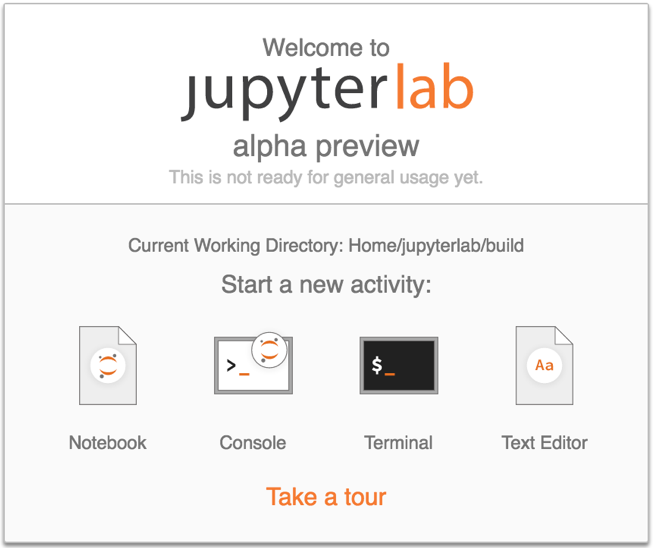 Welcome to
jupyterlab
alpha preview
This is not ready for general usage yet.
Current Working Directory: Home/jupyterlab/build
Start a new activity:
>_
$_
Aa
Notebook
Console
Terminal
Text Editor
Take a tour